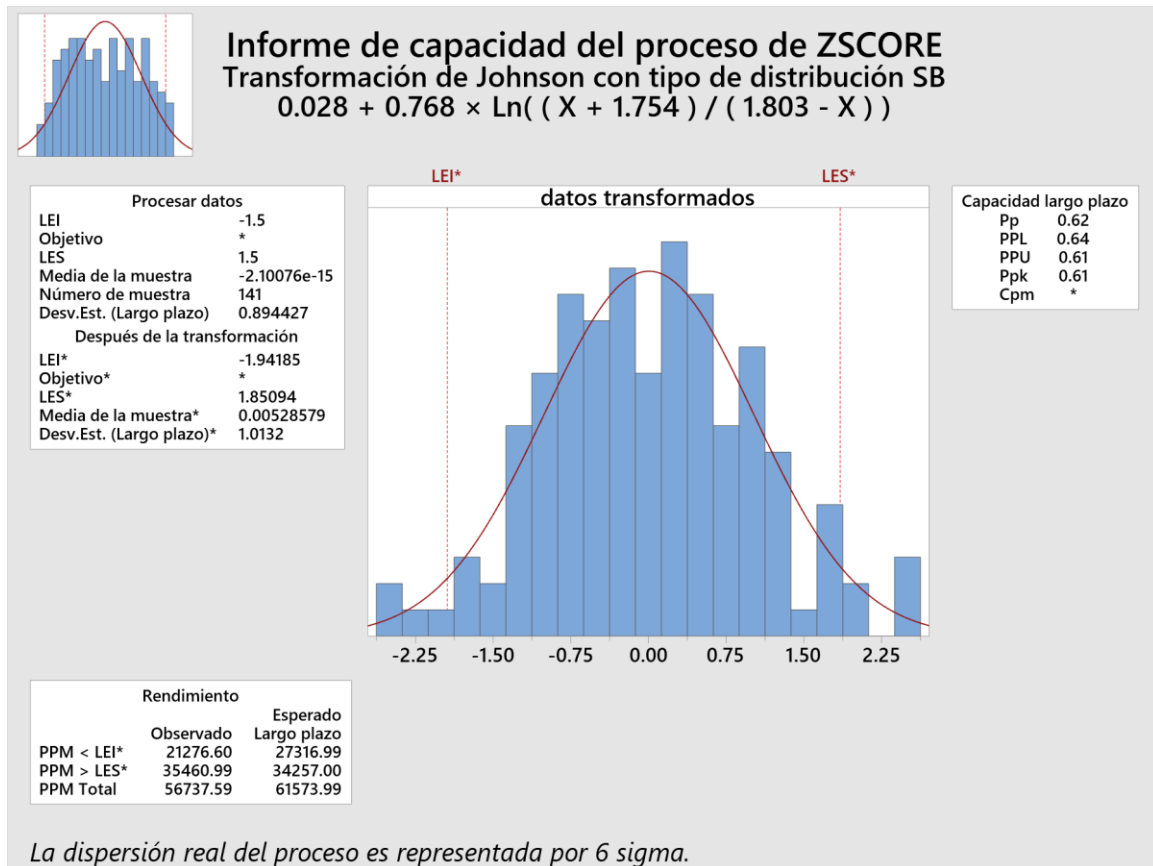 Informe de capacidad del proceso de ZSCORE
Transformación de Johnson con tipo de distribución SB
0.028 + 0.768 × Ln( ( X + 1.754 ) / ( 1.803 - X ) )
Procesar datos
LEI -1.5
Objetivo *
LES 1.5
Media de la muestra -2.10076e-15
Número de muestra 141
Desv.Est. (Largo plazo) 0.894427
Después de la transformación
LEI* -1.94185
Objetivo* *
LES* 1.85094
Media de la muestra* 0.00528579
Desv.Est. (Largo plazo)* 1.0132
LEI* LES*
datos transformados
-2.25 -1.50 -0.75 0.00 0.75 1.50 2.25
Capacidad largo plazo
Pp 0.62
PPL 0.64
PPU 0.61
Ppk 0.61
Cpm *
Rendimiento
Esperado
Observado Largo plazo
PPM < LEI* 21276.60 27316.99
PPM > LES* 35460.99 34257.00
PPM Total 56737.59 61573.99
La dispersión real del proceso es representada por 6 sigma.